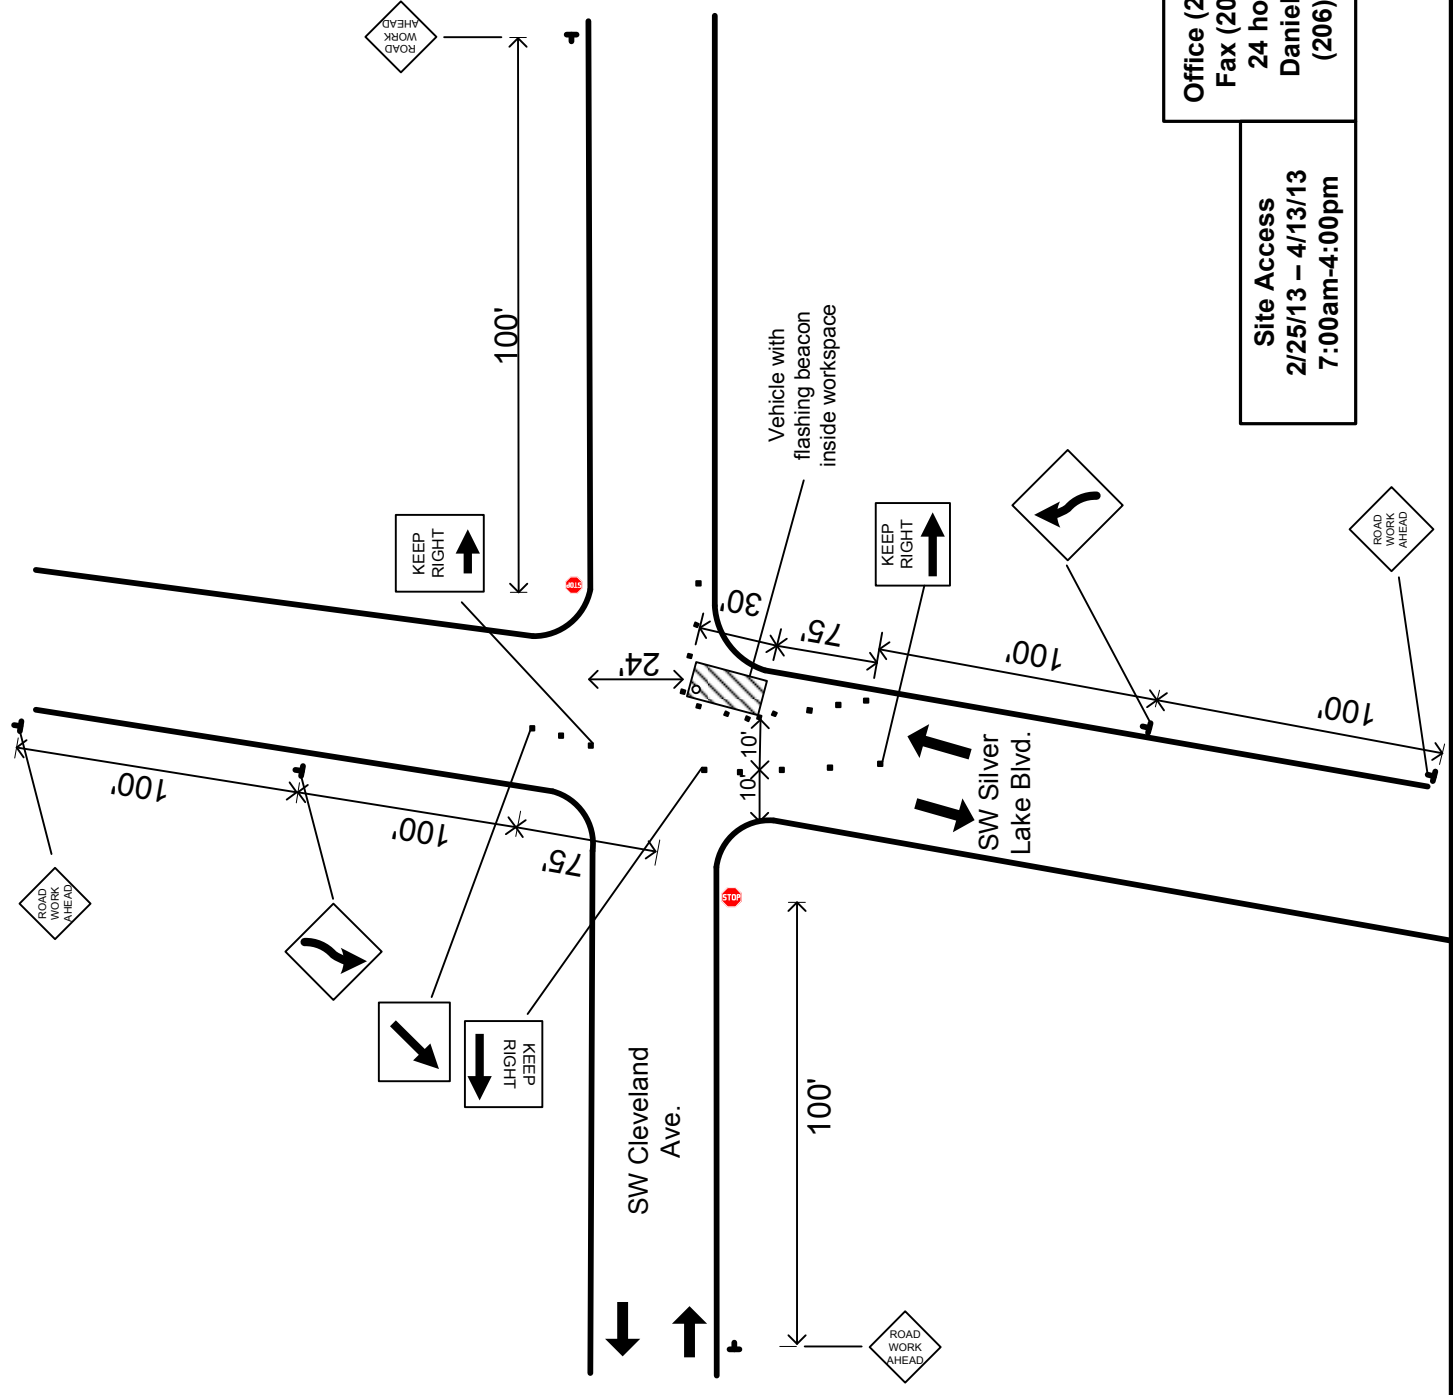 ROAD
WORK
AHEAD
100'
KEEP
RIGHT
STOP
Office (2
Fax (20
24 ho
Daniel
(206)
Site Access
2/25/13 – 4/13/13
7:00am-4:00pm
Vehicle with
flashing beacon
inside workspace
24'
30'
75'
KEEP
RIGHT
100'
100'
10'
10'
SW Silver
Lake Blvd.
ROAD
WORK
AHEAD
100'
100'
75'
ROAD
WORK
AHEAD
KEEP
RIGHT
STOP
SW Cleveland
Ave.
100'
ROAD
WORK
AHEAD